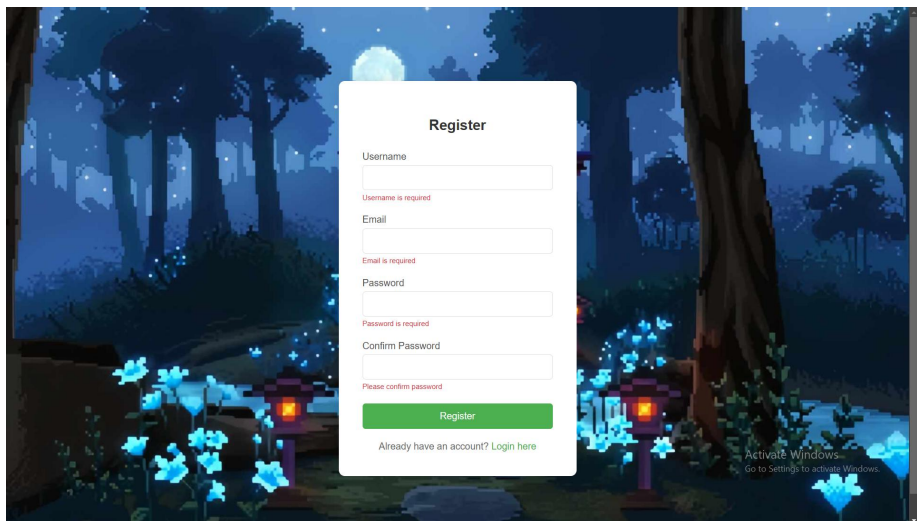 Register
Username
Username is required
Email
Email is required
Password
Password is required
Confirm Password
Please confirm password
Register
Already have an account? Login here
Activate Windows
Go to Settings to activate Windows.